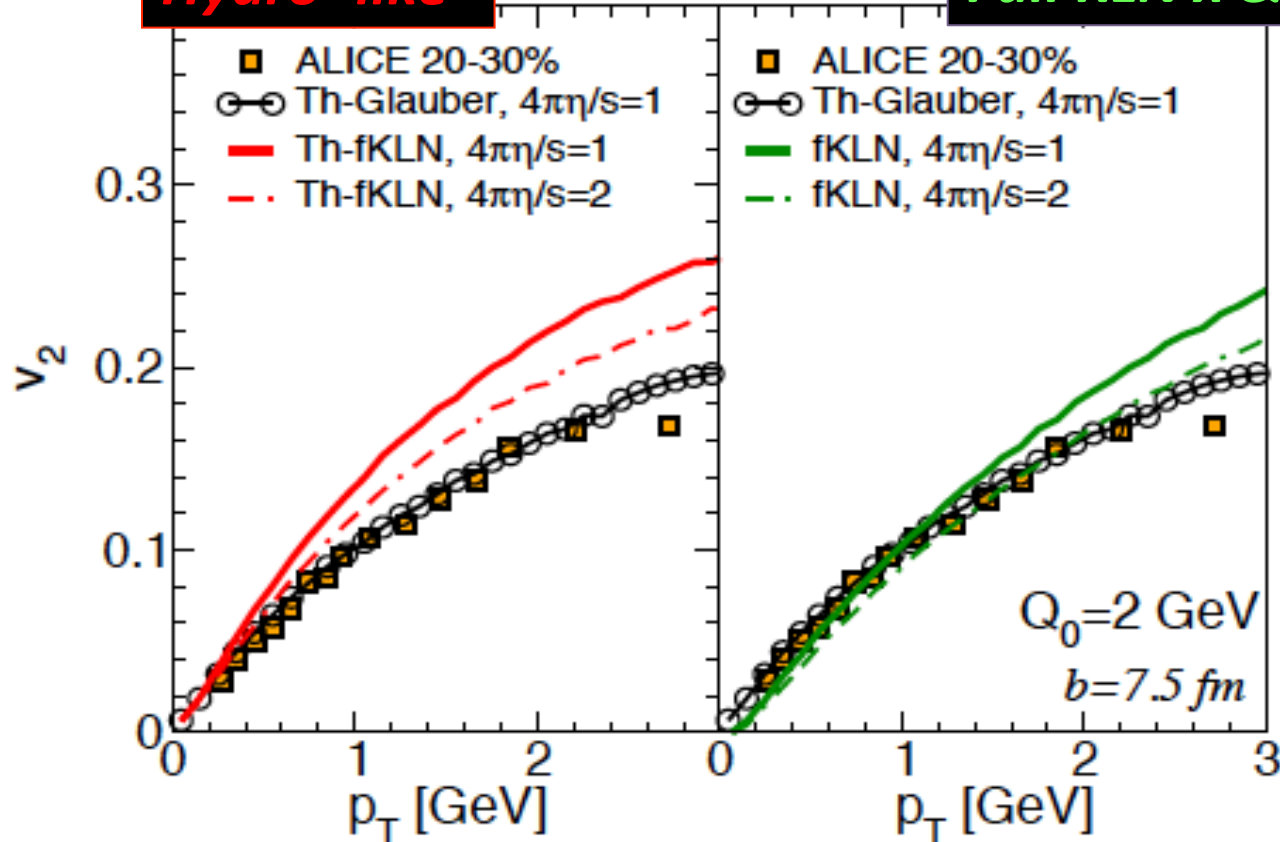 Hydro-like
ALICE 20-30%
Th-Glauber, 4πη/s=1
Th-fKLN, 4πη/s=1
Th-fKLN, 4πη/s=2
ALICE 20-30%
Th-Glauber, 4πη/s=1
fKLN, 4πη/s=1
fKLN, 4πη/s=2
0.3
0.2
0.1
0
v2
Q0=2 GeV
b=7.5 fm
0 1 2 0 1 2 3
pT [GeV]
pT [GeV]